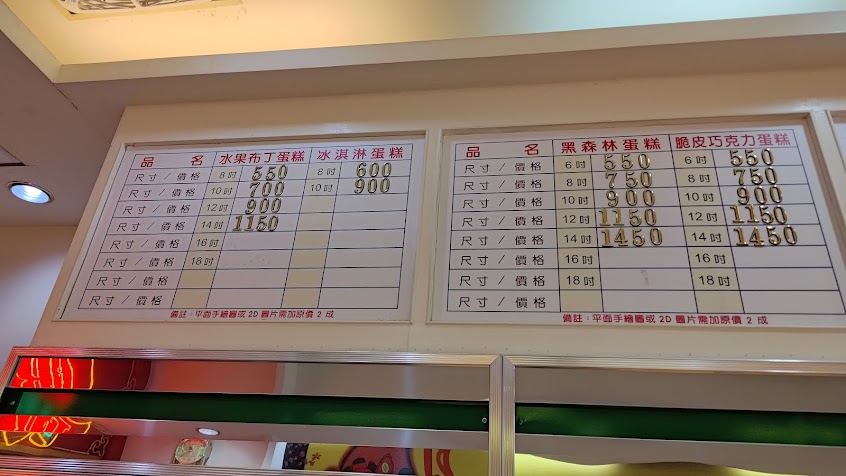 品 名 水果布丁蛋糕 冰淇淋蛋糕
尺寸 / 價格 8吋 550 8吋 600
尺寸 / 價格 10吋 700 10吋 900
尺寸 / 價格 12吋 900
尺寸 / 價格 14吋 1150
尺寸 / 價格 16吋
尺寸 / 價格 18吋
尺寸 / 價格
備註：平面手繪圖或 2D 圖片需加原價 2 成
品 名 黑森林蛋糕 脆皮巧克力蛋糕
尺寸 / 價格 6吋 550 6吋 550
尺寸 / 價格 8吋 750 8吋 750
尺寸 / 價格 10吋 900 10吋 900
尺寸 / 價格 12吋 1150 12吋 1150
尺寸 / 價格 14吋 1450 14吋 1450
尺寸 / 價格 16吋 16吋
尺寸 / 價格 18吋 18吋
尺寸 / 價格
備註：平面手繪圖或 2D 圖片需加原價 2 成